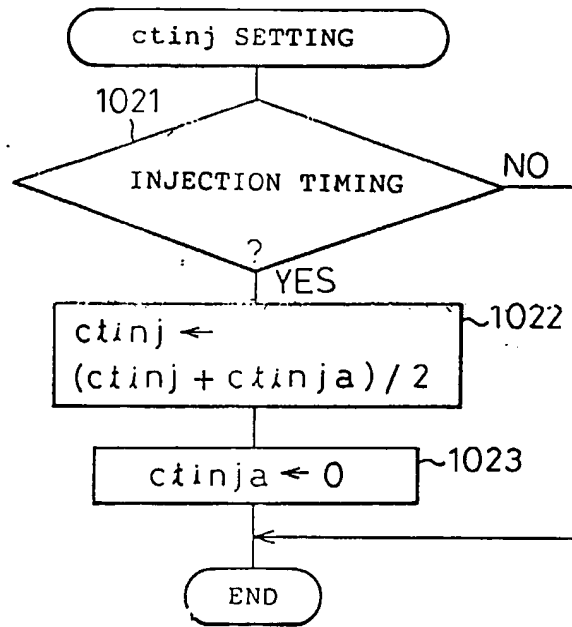 ctinj SETTING
1021
INJECTION TIMING
?
NO
YES
ctinj ←
(ctinj + ctinja) / 2
1022
ctinja ← 0
1023
END